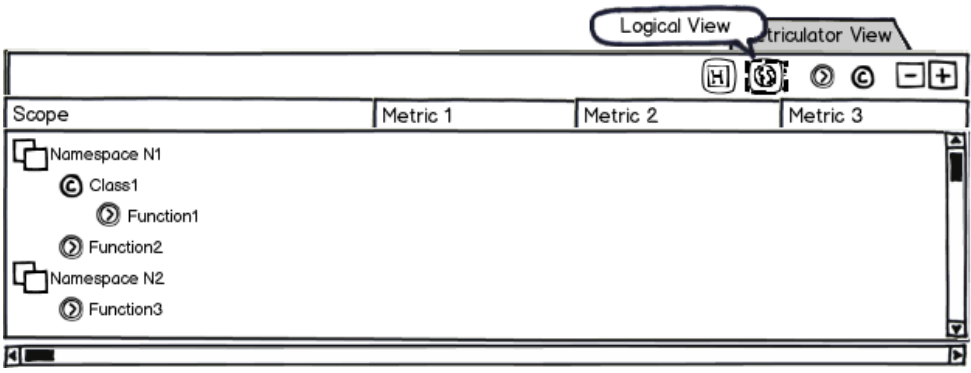 Logical View
triculator View
H
C
Scope Metric 1 Metric 2 Metric 3
Namespace N1
C Class1
Function1
Function2
Namespace N2
Function3